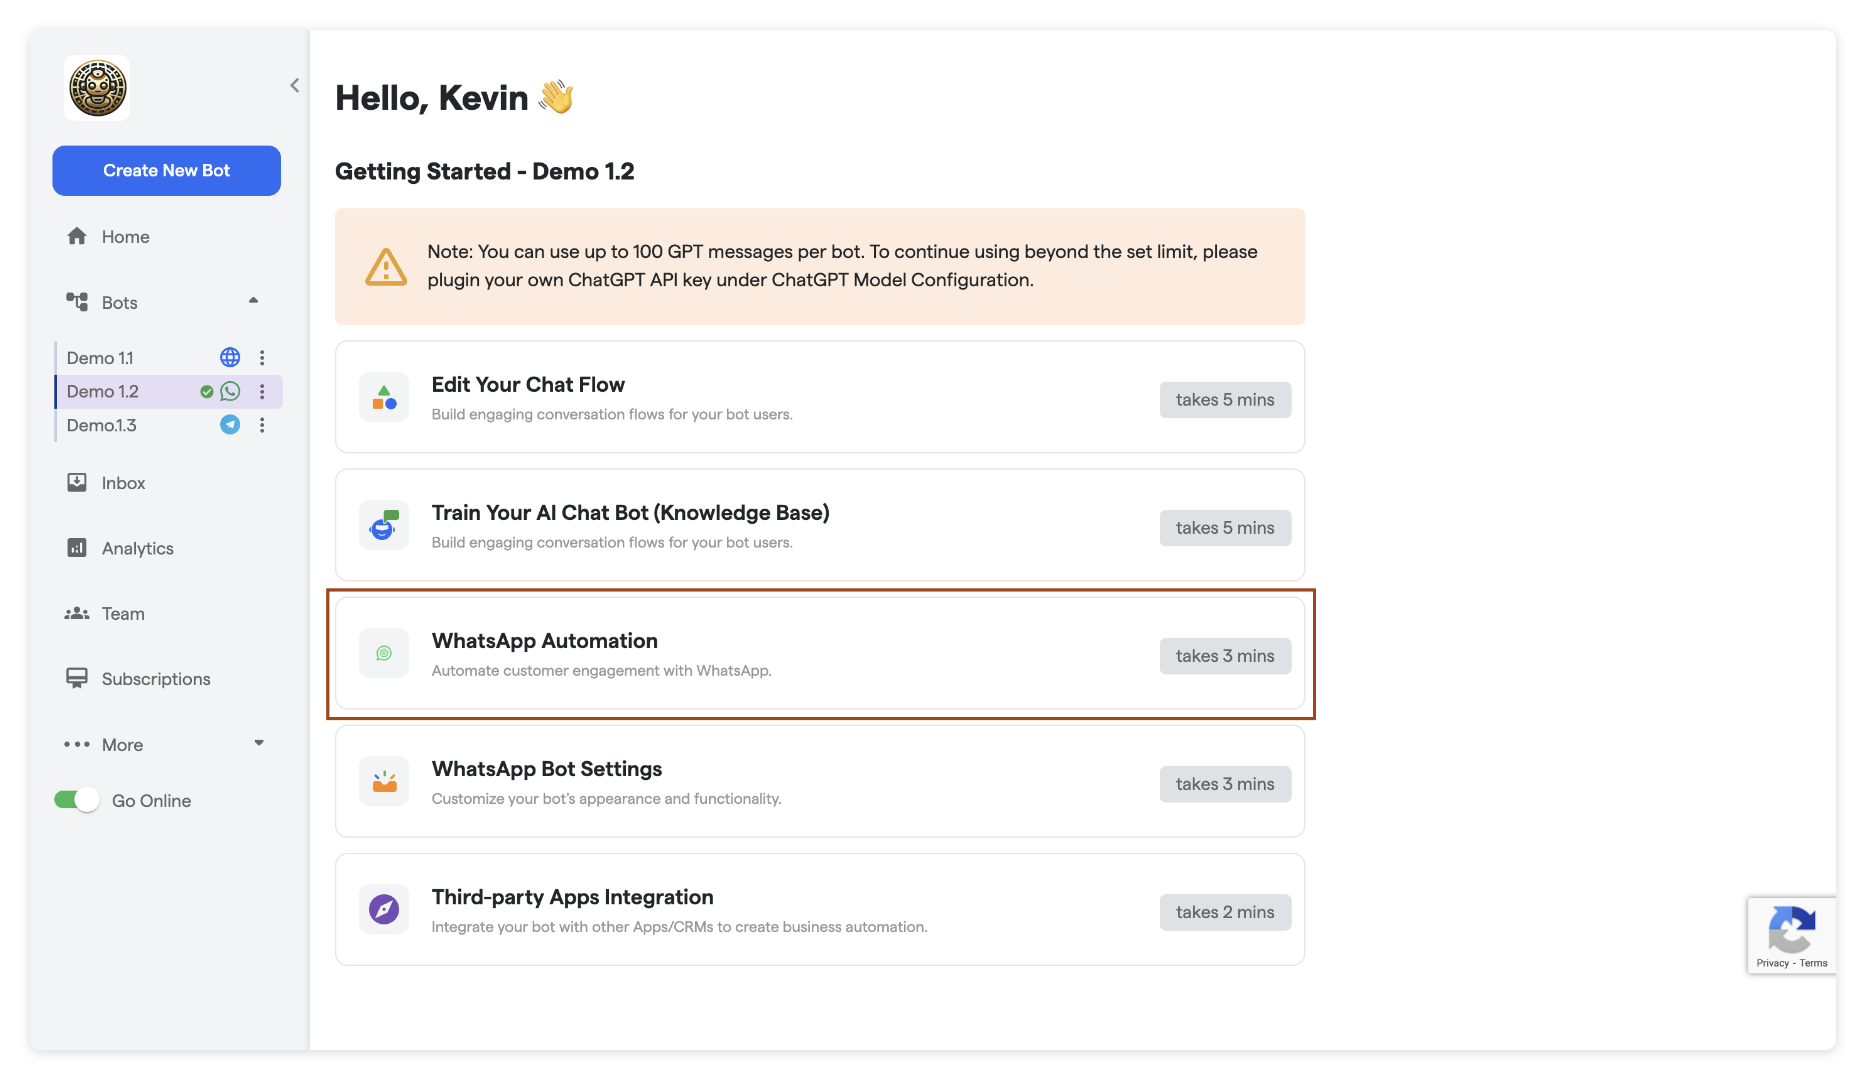 Create New Bot
Home
Bots
Demo 1.1
Demo 1.2
Demo.1.3
Inbox
Analytics
Team
Subscriptions
More
Go Online
Hello, Kevin 👋
Getting Started - Demo 1.2
Note: You can use up to 100 GPT messages per bot. To continue using beyond the set limit, please
plugin your own ChatGPT API key under ChatGPT Model Configuration.
Edit Your Chat Flow
Build engaging conversation flows for your bot users.
takes 5 mins
Train Your AI Chat Bot (Knowledge Base)
Build engaging conversation flows for your bot users.
takes 5 mins
WhatsApp Automation
Automate customer engagement with WhatsApp.
takes 3 mins
WhatsApp Bot Settings
Customize your bot's appearance and functionality.
takes 3 mins
Third-party Apps Integration
Integrate your bot with other Apps/CRMs to create business automation.
takes 2 mins
Privacy - Terms